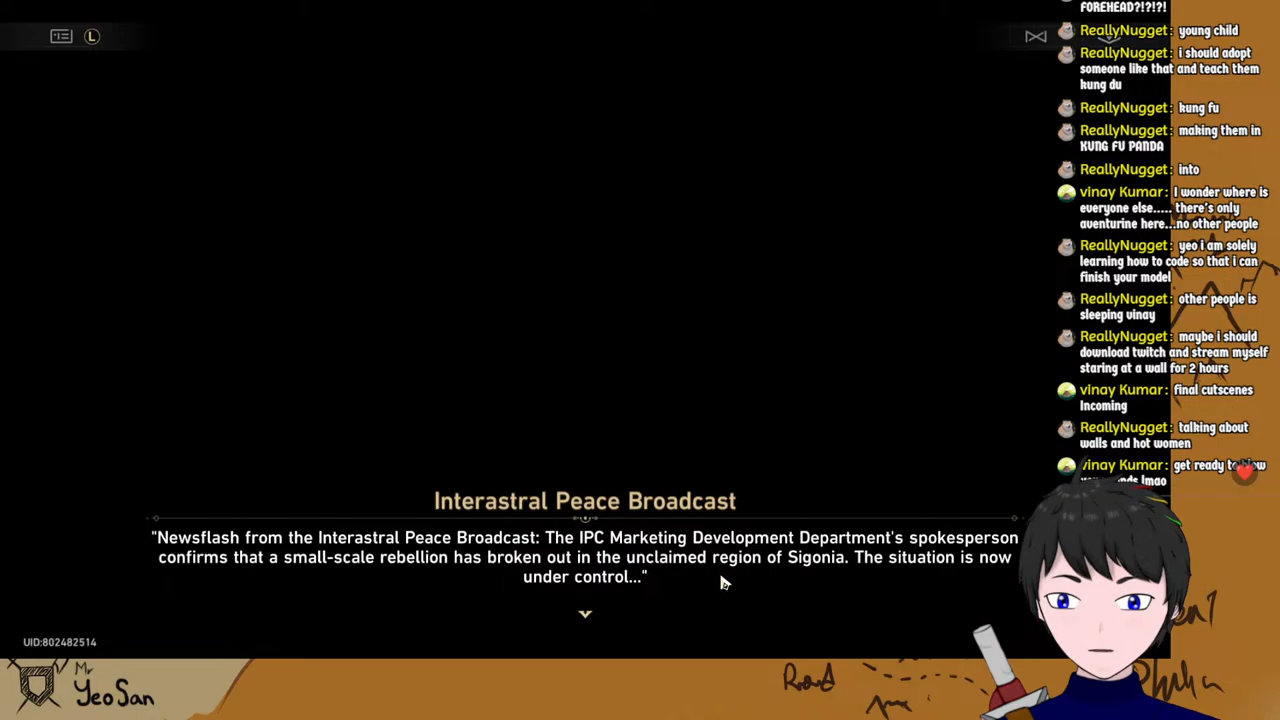 FOREHEAD?!?!?!
ReallyNugget: young child
ReallyNugget: i should adopt
someone like that and teach them
kung du
ReallyNugget: kung fu
ReallyNugget: making them in
KUNG FU PANDA
ReallyNugget: into
vinay Kumar: I wonder where is
everyone else..... there's only
aventurine here...no other people
ReallyNugget: yeo i am solely
learning how to code so that i can
finish your model
ReallyNugget: other people is
sleeping vinay
ReallyNugget: maybe i should
download twitch and stream myself
staring at a wall for 2 hours
vinay Kumar: final cutscenes
Incoming
ReallyNugget: talking about
walls and hot women
vinay Kumar: get ready to
lmao
L
Interastral Peace Broadcast
"Newsflash from the Interastral Peace Broadcast: The IPC Marketing Development Department's spokesperson
confirms that a small-scale rebellion has broken out in the unclaimed region of Sigonia. The situation is now
under control..."
UID:802482514
Mr
YeoSan
Road